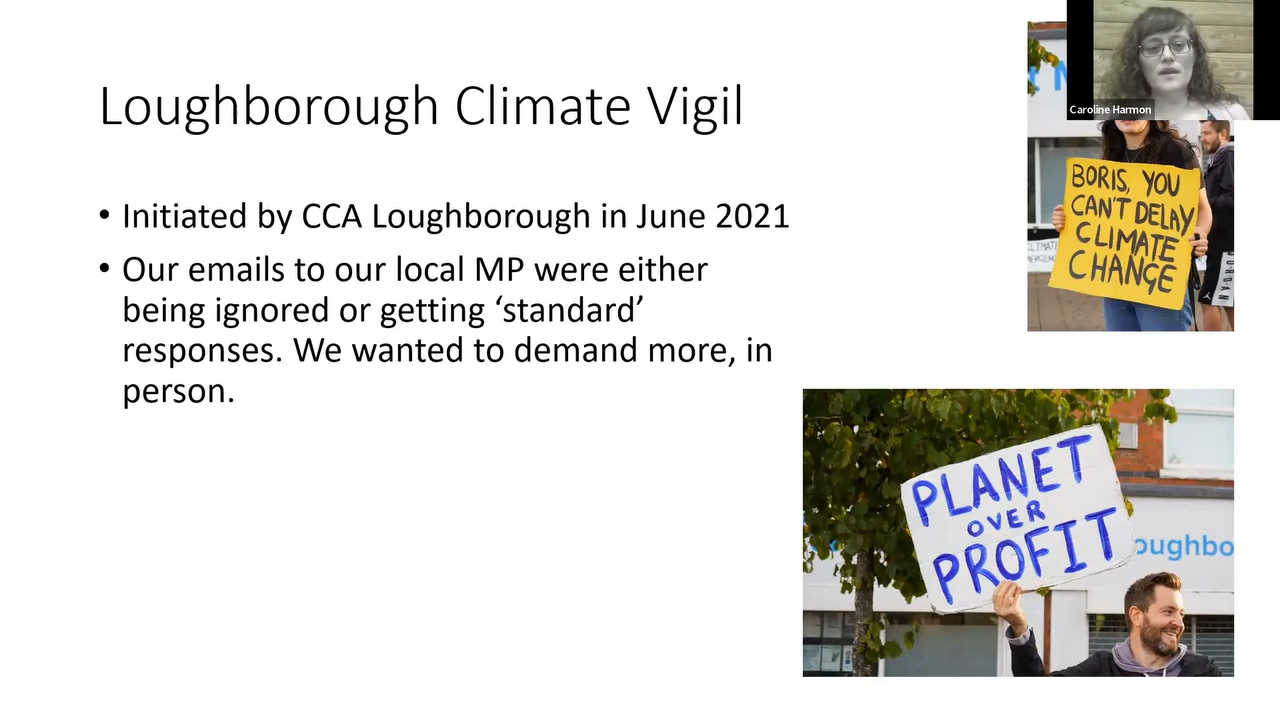 Loughborough Climate Vigil
• Initiated by CCA Loughborough in June 2021
• Our emails to our local MP were either
being ignored or getting ‘standard’
responses. We wanted to demand more, in
person.
Caroline Harmon
BORIS, YOU
CAN'T DELAY
CLIMATE
CHANGE
CLIMATE
JORDAN
PLANET
OVER
PROFIT
oughbo